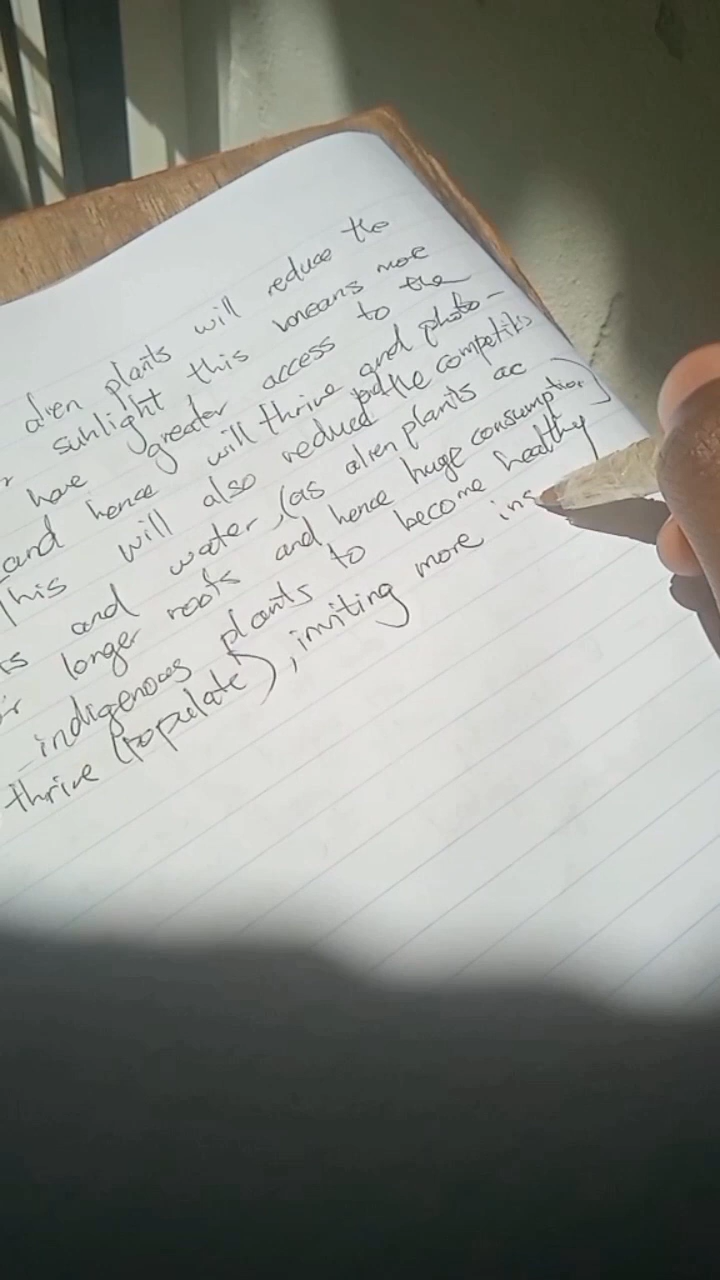 alien plants will reduce the
sunlight this means more
have greater access to the
and hence will thrive and photo-
This will also reduced the competitio
and water, (as alien plants ac
longer roots and hence huge consumption)
indigenous plants to become healthy
thrive (populate), inviting more ins